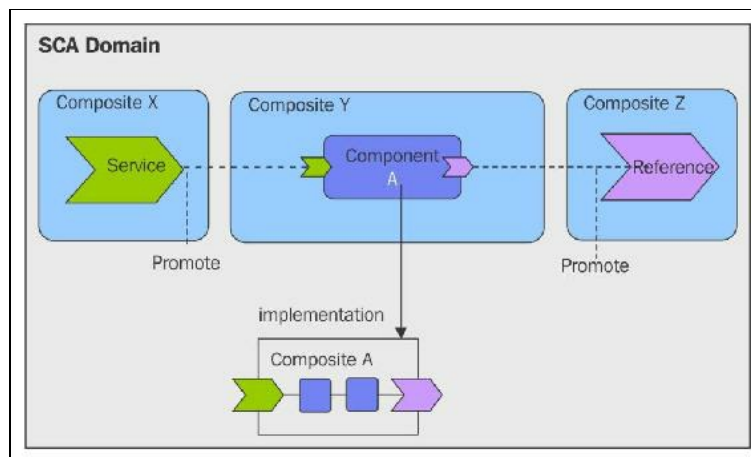 SCA Domain
Composite X
Composite Y
Composite Z
Service
Component
A
Reference
Promote
Promote
implementation
Composite A